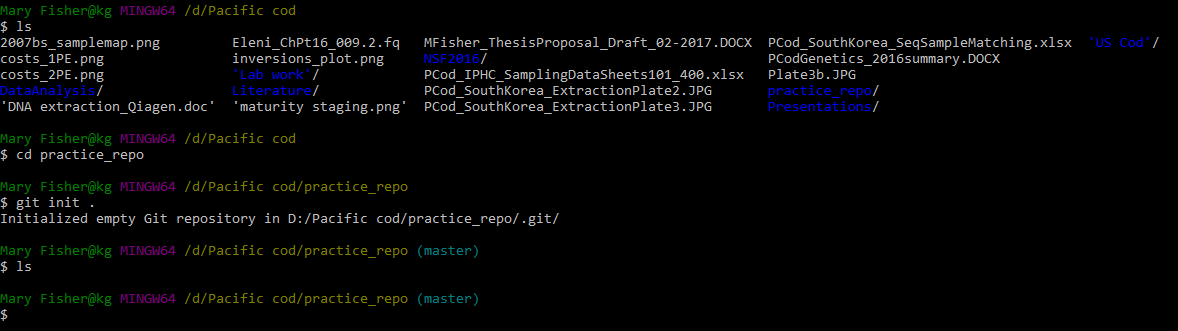 Mary Fisher@kg MINGW64 /d/Pacific cod
$ ls
2007bs_samplemap.png         Eleni_ChPt16_009.2.fq   MFisher_ThesisProposal_Draft_02-2017.DOCX   PCod_SouthKorea_SeqSampleMatching.xlsx  'US Cod'/
costs_1PE.png                inversions_plot.png     NSF2016/                                    PCodGenetics_2016summary.DOCX
costs_2PE.png                'Lab work'/             PCod_IPHC_SamplingDataSheets101_400.xlsx    Plate3b.JPG
DataAnalysis/                Literature/             PCod_SouthKorea_ExtractionPlate2.JPG        practice_repo/
'DNA extraction_Qiagen.doc'  'maturity staging.png'  PCod_SouthKorea_ExtractionPlate3.JPG        Presentations/
Mary Fisher@kg MINGW64 /d/Pacific cod
$ cd practice_repo
Mary Fisher@kg MINGW64 /d/Pacific cod/practice_repo
$ git init .
Initialized empty Git repository in D:/Pacific cod/practice_repo/.git/
Mary Fisher@kg MINGW64 /d/Pacific cod/practice_repo (master)
$ ls
Mary Fisher@kg MINGW64 /d/Pacific cod/practice_repo (master)
$